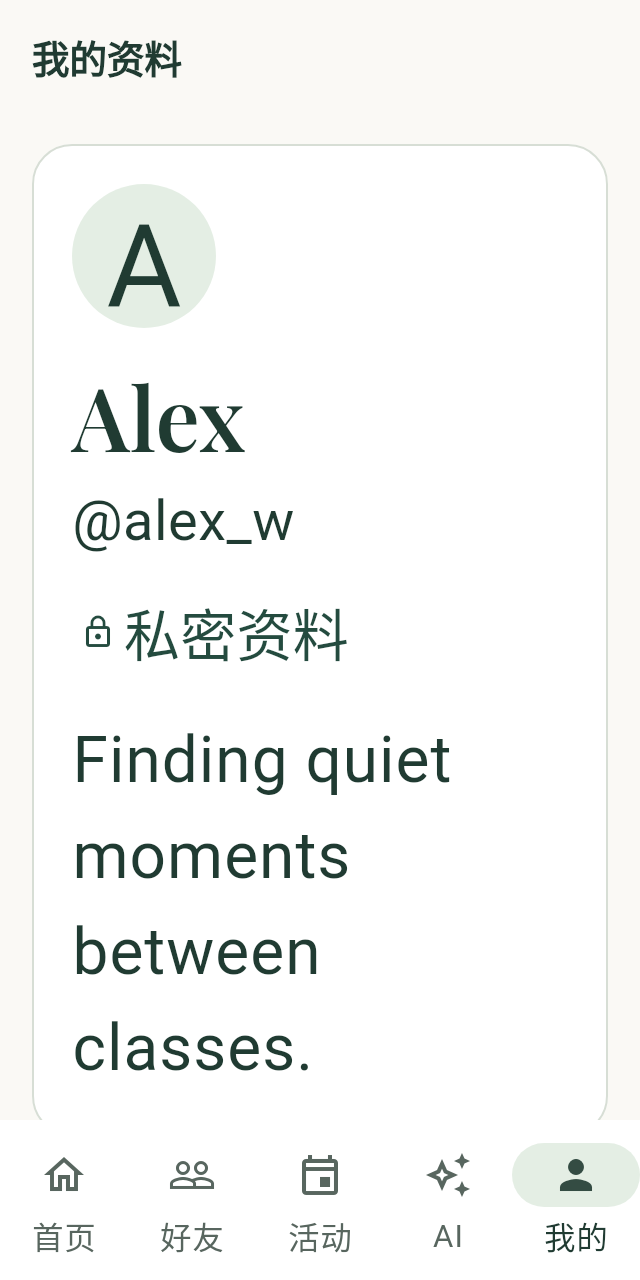 我的资料
A
Alex
@alex_w
私密资料
Finding quiet
moments
between
classes.
首页 好友 活动 AI 我的